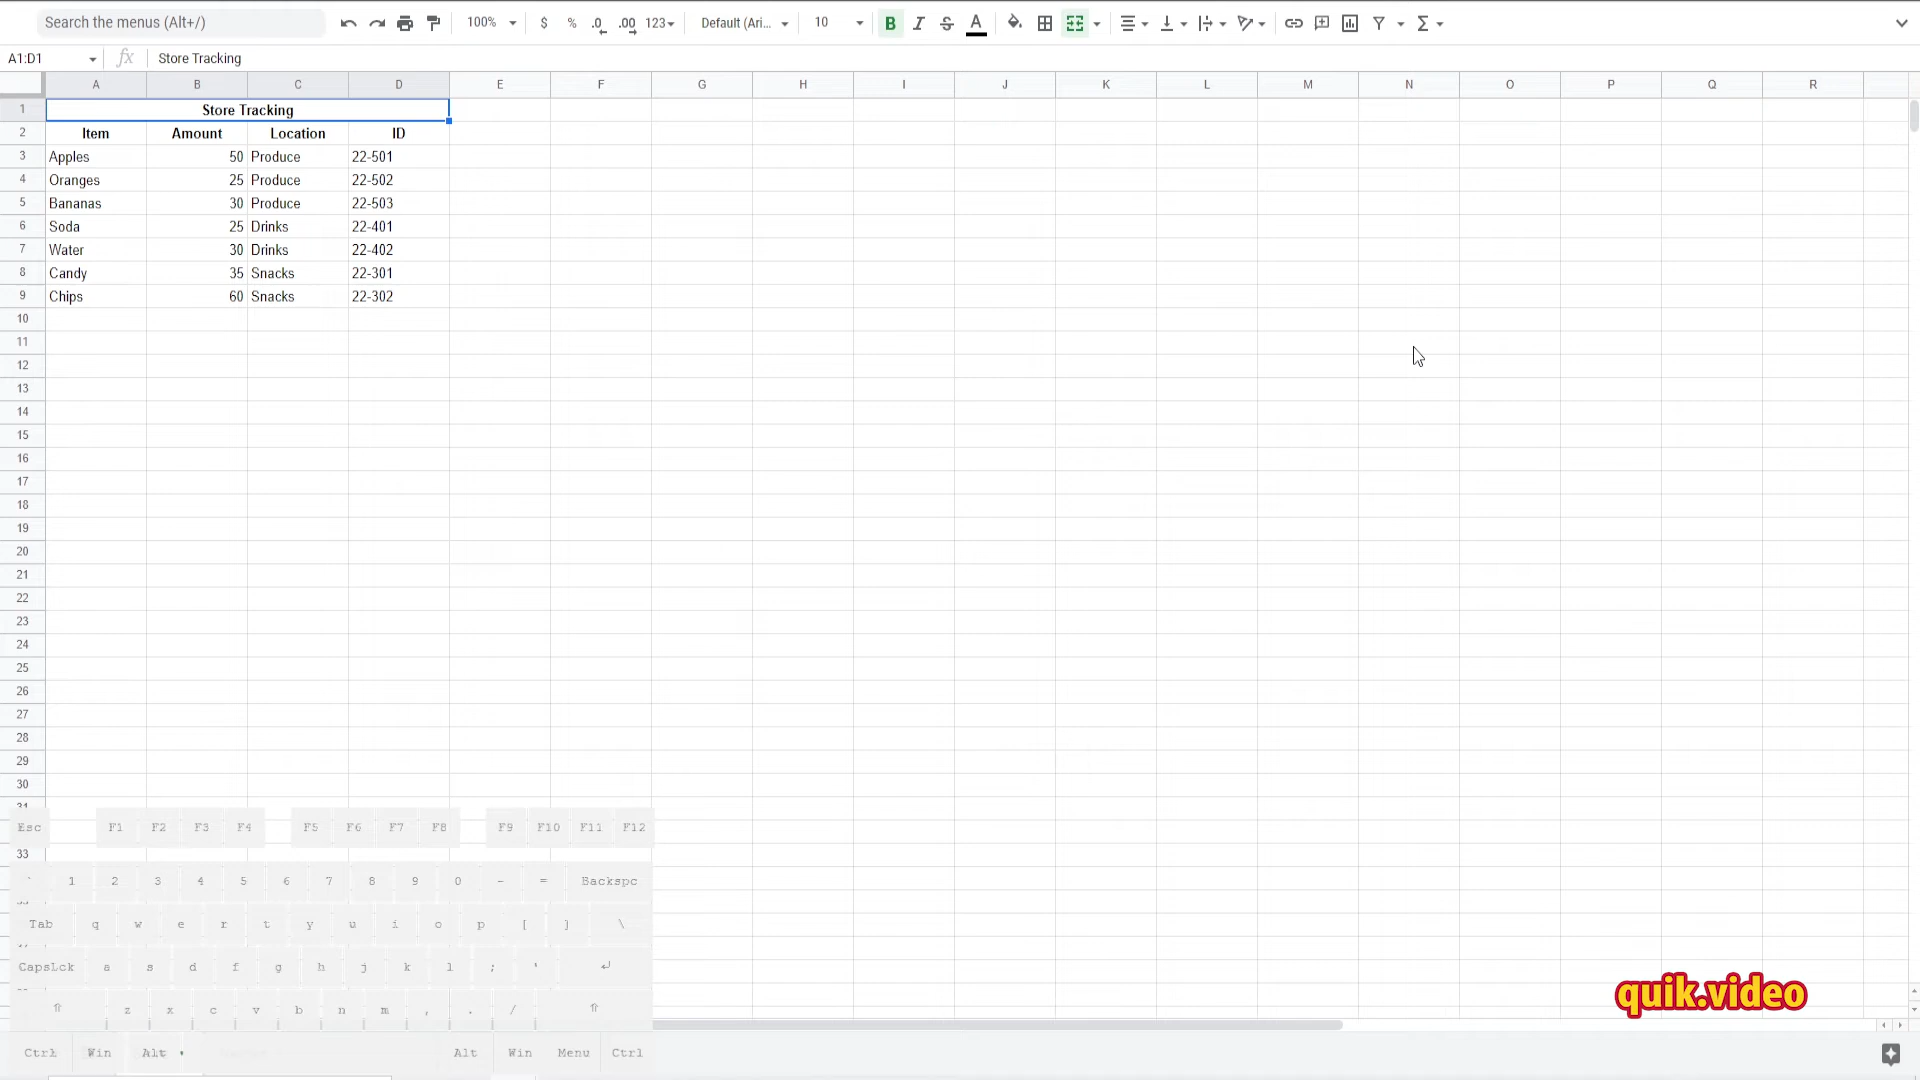 Search the menus (Alt+/) 100% $ % .0 .00 123 Default (Ari... 10 B I S A Σ
A1:D1 fx Store Tracking
A B C D E F G H I J K L M N O P Q R
1 Store Tracking
2 Item Amount Location ID
3 Apples 50 Produce 22-501
4 Oranges 25 Produce 22-502
5 Bananas 30 Produce 22-503
6 Soda 25 Drinks 22-401
7 Water 30 Drinks 22-402
8 Candy 35 Snacks 22-301
9 Chips 60 Snacks 22-302
10
11
12
13
14
15
16
17
18
19
20
21
22
23
24
25
26
27
28
29
30
31
Esc F1 F2 F3 F4 F5 F6 F7 F8 F9 F10 F11 F12
33
` 1 2 3 4 5 6 7 8 9 0 - = Backspc
Tab q w e r t y u i o p [ ] \
CapsLck a s d f g h j k l ; '
z x c v b n m , . /
quik.video
Ctrl Win Alt Alt Win Menu Ctrl